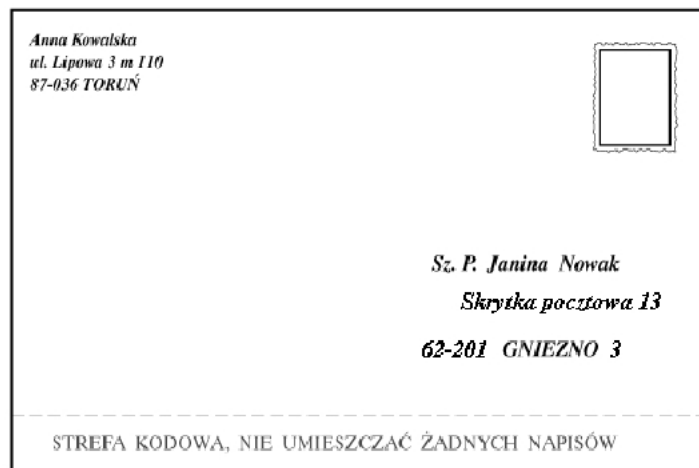 Anna Kowalska
ul. Lipowa 3 m 110
87-036 TORUŃ
Sz. P. Janina Nowak
Skrytka pocztowa 13
62-201 GNIEZNO 3
STREFA KODOWA, NIE UMIESZCZAĆ ŻADNYCH NAPISÓW